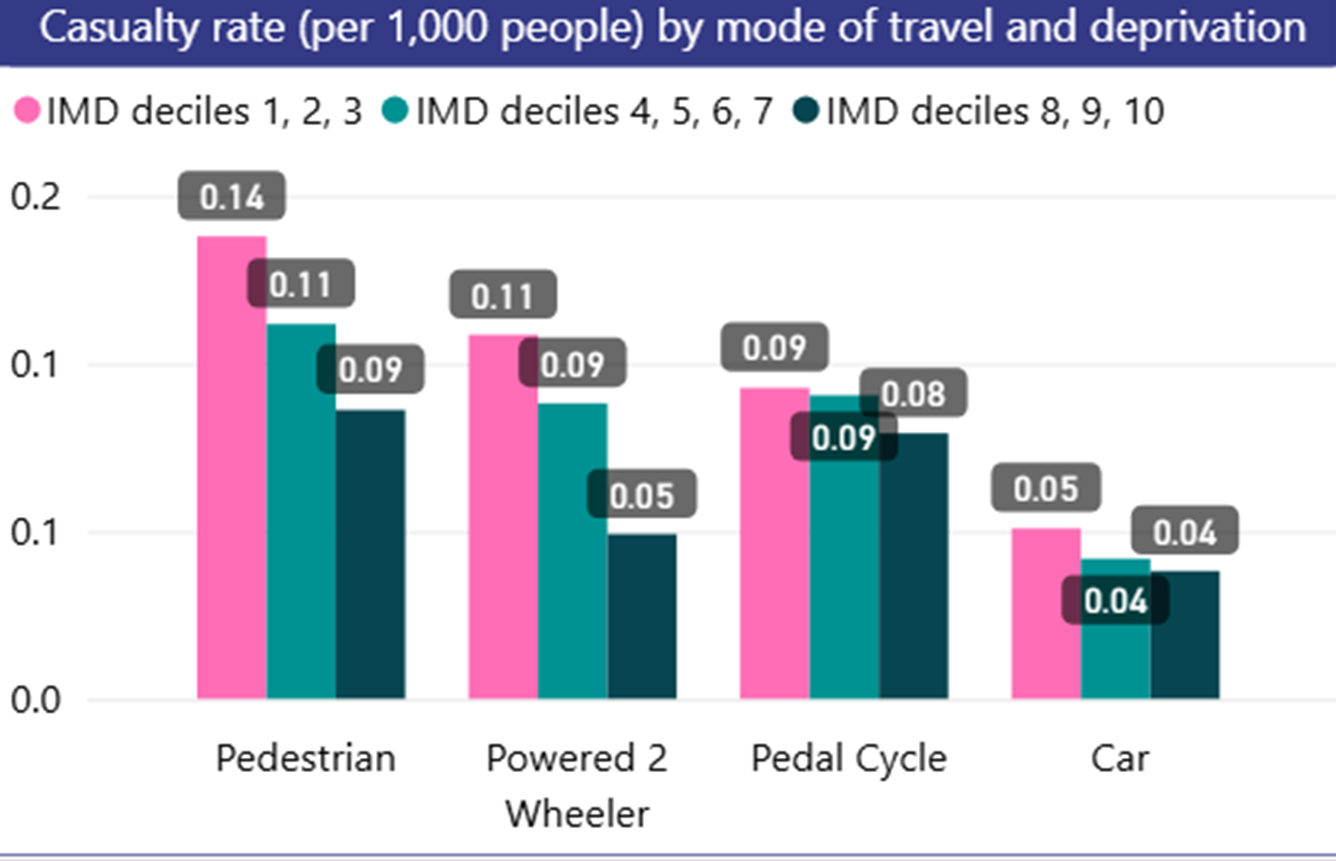 Casualty rate (per 1,000 people) by mode of travel and deprivation
IMD deciles 1, 2, 3 IMD deciles 4, 5, 6, 7 IMD deciles 8, 9, 10
0.2
0.1
0.1
0.0
0.14
0.11
0.09
0.11
0.09
0.05
0.09
0.09
0.08
0.05
0.04
0.04
Pedestrian
Powered 2
Wheeler
Pedal Cycle
Car